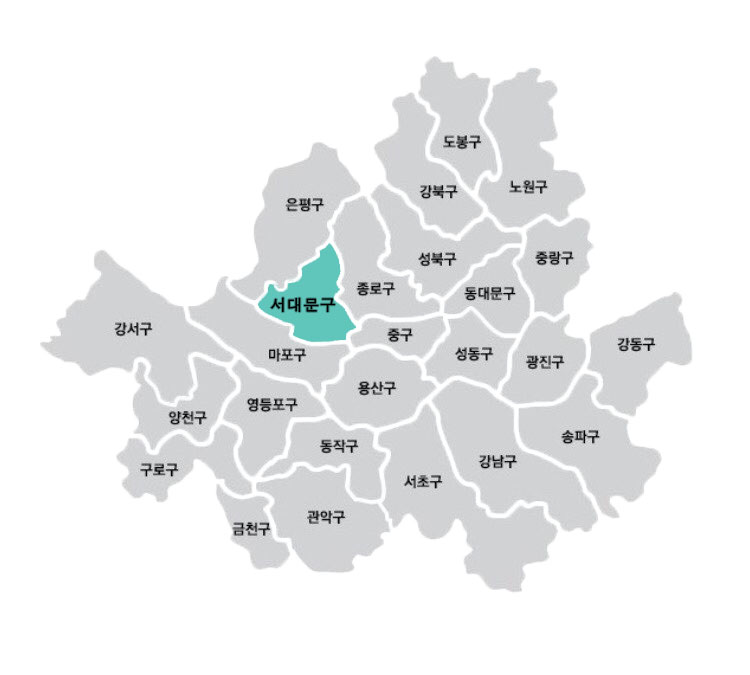 도봉구
노원구
강북구
은평구
성북구
중랑구
종로구
동대문구
서대문구
강서구
중구
강동구
마포구
성동구
광진구
용산구
영등포구
양천구
송파구
동작구
강남구
구로구
서초구
관악구
금천구